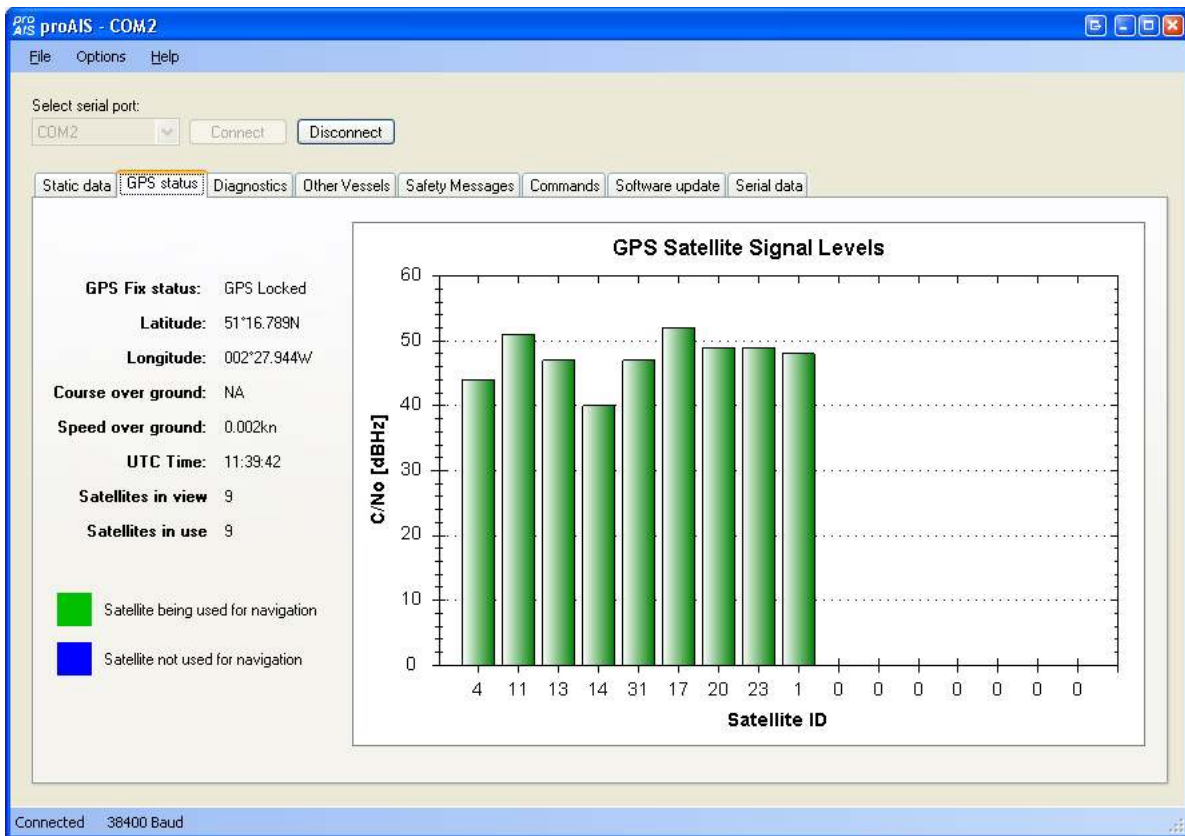 pro AIS proAIS - COM2
File Options Help
Select serial port:
COM2 Connect Disconnect
Static data GPS status Diagnostics Other Vessels Safety Messages Commands Software update Serial data
GPS Fix status: GPS Locked
Latitude: 51°16.789N
Longitude: 002°27.944W
Course over ground: NA
Speed over ground: 0.002kn
UTC Time: 11:39:42
Satellites in view 9
Satellites in use 9
Satellite being used for navigation
Satellite not used for navigation
GPS Satellite Signal Levels
C/No [dBHz]
60
50
40
30
20
10
0
4 11 13 14 31 17 20 23 1 0 0 0 0 0 0 0
Satellite ID
Connected 38400 Baud